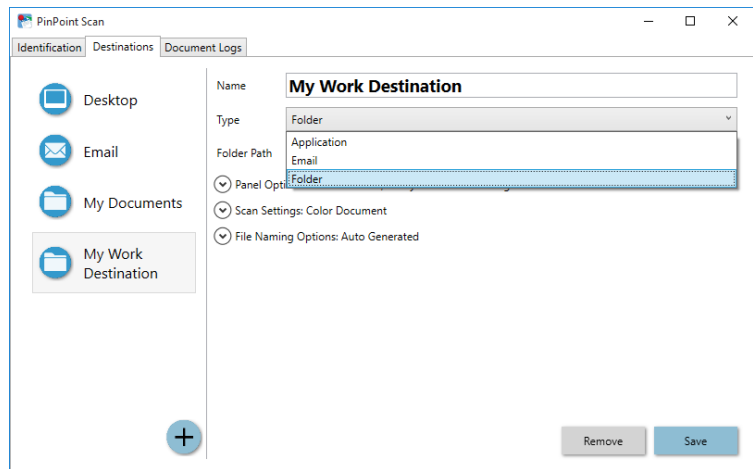 PinPoint Scan
Identification Destinations Document Logs
Desktop
Email
My Documents
My Work
Destination
Name My Work Destination
Type Folder
Application
Email
Folder
Folder Path
Panel Opti
Scan Settings: Color Document
File Naming Options: Auto Generated
Remove Save